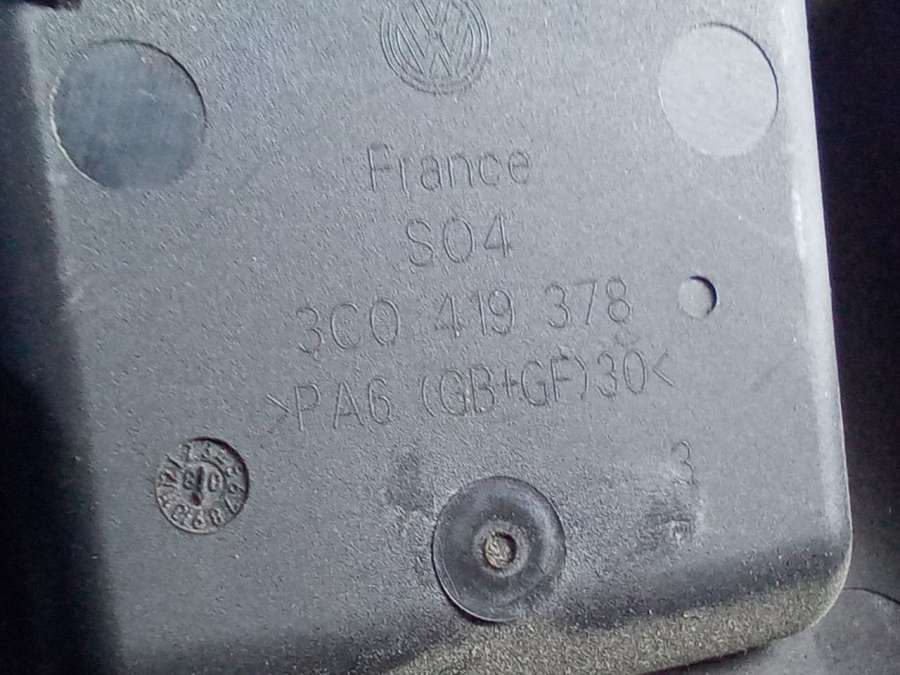 France
S04
3C0 419 378
>PA6 (GB+GF)30<
3